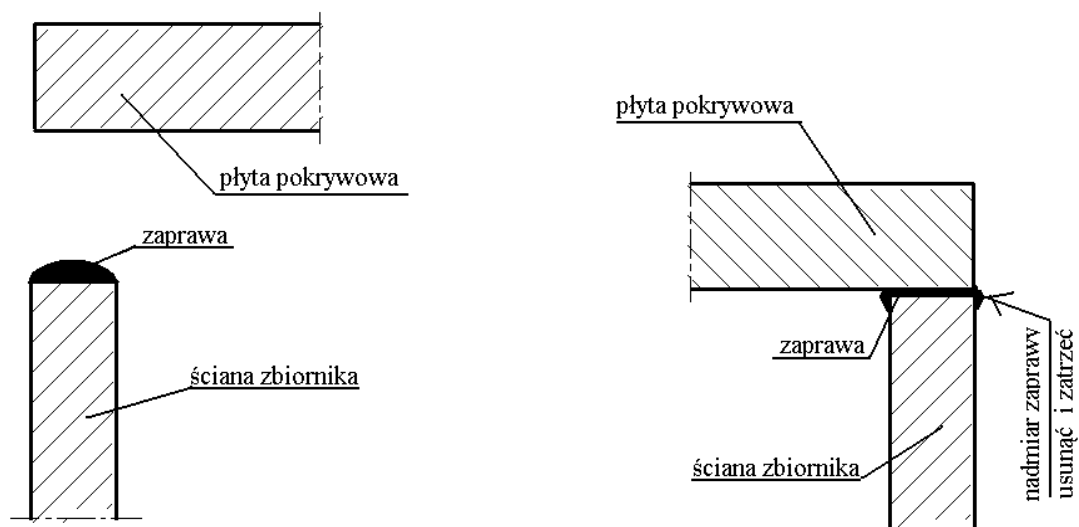 płyta pokrywowa
zaprawa
ściana zbiornika
płyta pokrywowa
zaprawa
ściana zbiornika
nadmiar zaprawy
usunąć i zatrzeć